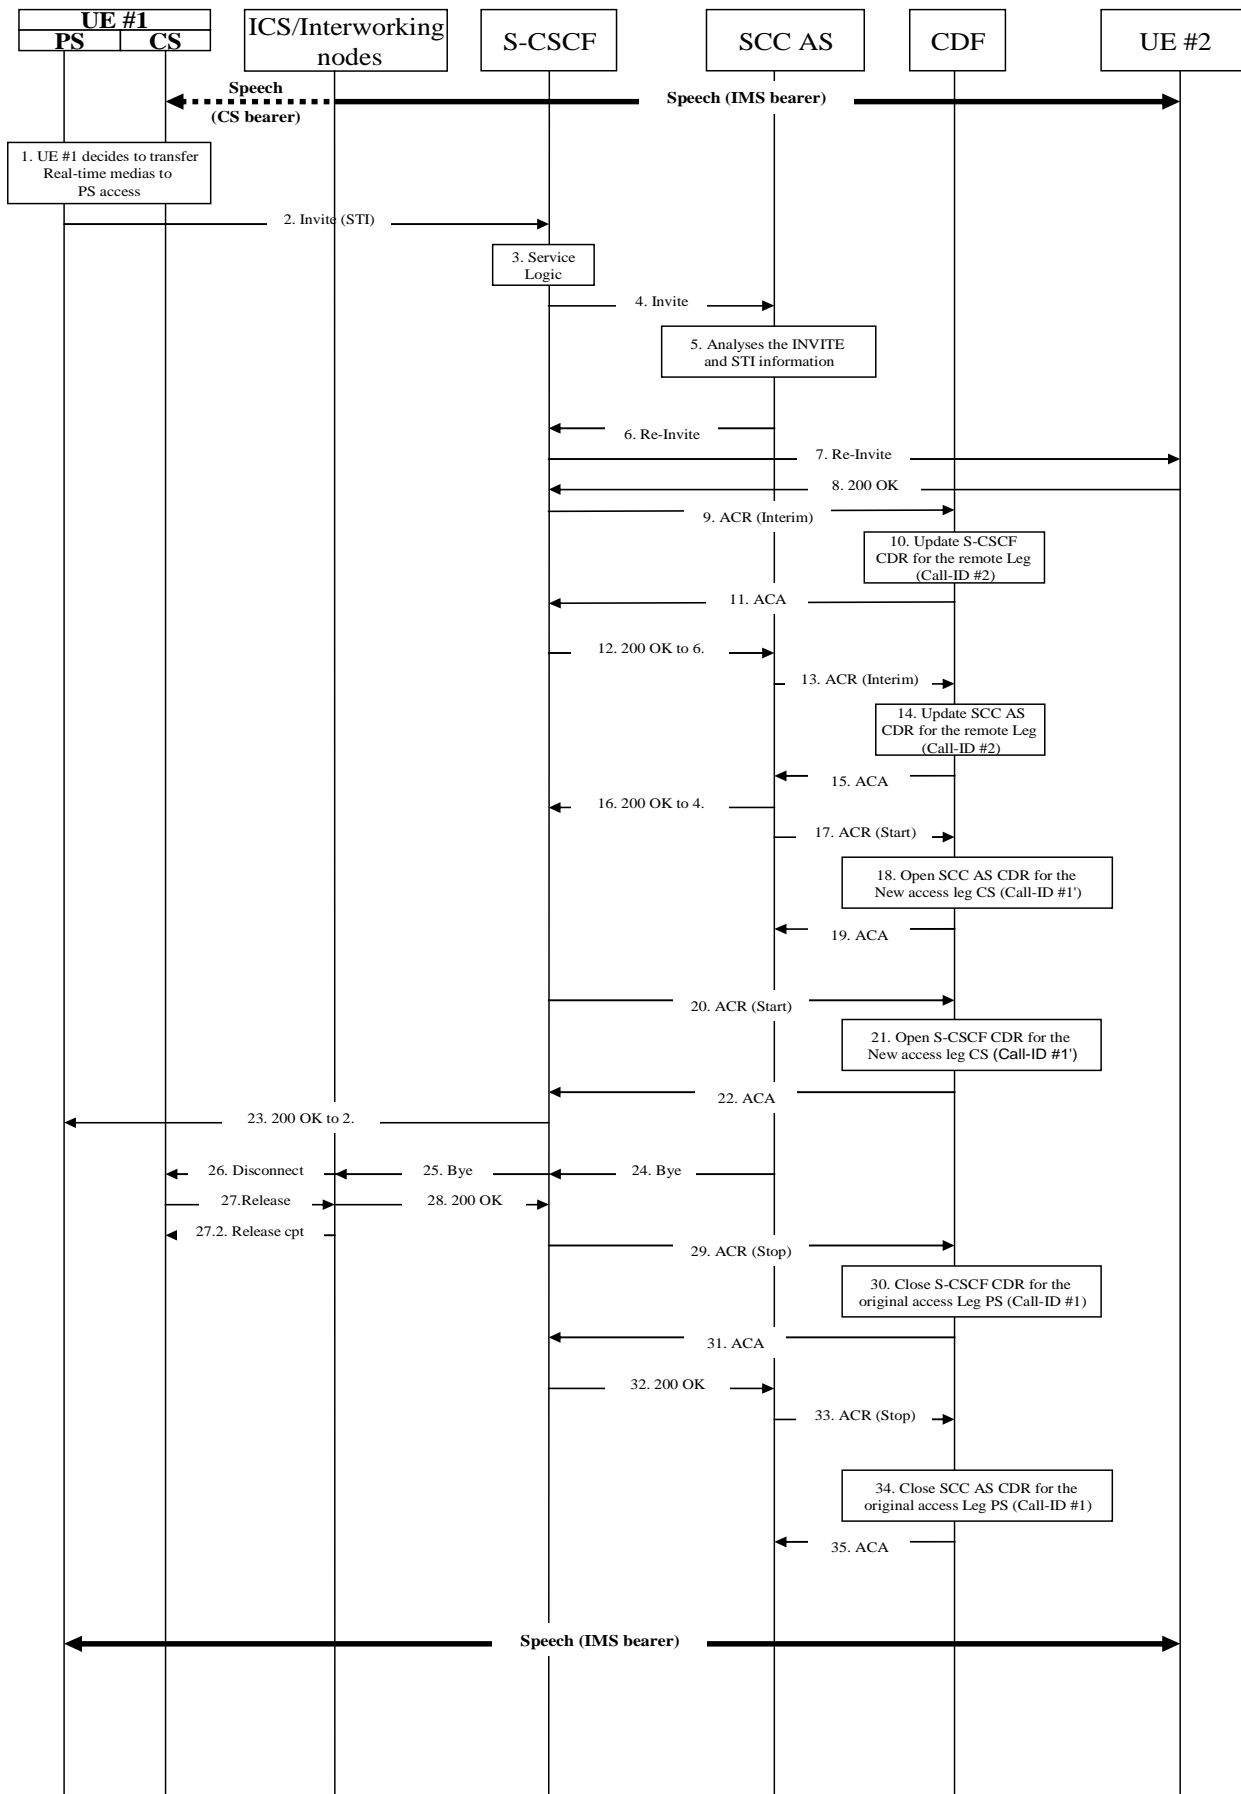 UE #1
PS
CS
ICS/Interworking
nodes
S-CSCF
SCC AS
CDF
UE #2
Speech
(CS bearer)
Speech (IMS bearer)
1. UE #1 decides to transfer
Real-time medias to
PS access
2. Invite (STI)
3. Service
Logic
4. Invite
5. Analyses the INVITE
and STI information
6. Re-Invite
7. Re-Invite
8. 200 OK
9. ACR (Interim)
10. Update S-CSCF
CDR for the remote Leg
(Call-ID #2)
11. ACA
12. 200 OK to 6.
13. ACR (Interim)
14. Update SCC AS
CDR for the remote Leg
(Call-ID #2)
15. ACA
16. 200 OK to 4.
17. ACR (Start)
18. Open SCC AS CDR for the
New access leg CS (Call-ID #1')
19. ACA
20. ACR (Start)
21. Open S-CSCF CDR for the
New access leg CS (Call-ID #1')
22. ACA
23. 200 OK to 2.
26. Disconnect
25. Bye
24. Bye
27.Release
28. 200 OK
27.2. Release cpt
29. ACR (Stop)
30. Close S-CSCF CDR for the
original access Leg PS (Call-ID #1)
31. ACA
32. 200 OK
33. ACR (Stop)
34. Close SCC AS CDR for the
original access Leg PS (Call-ID #1)
35. ACA
Speech (IMS bearer)